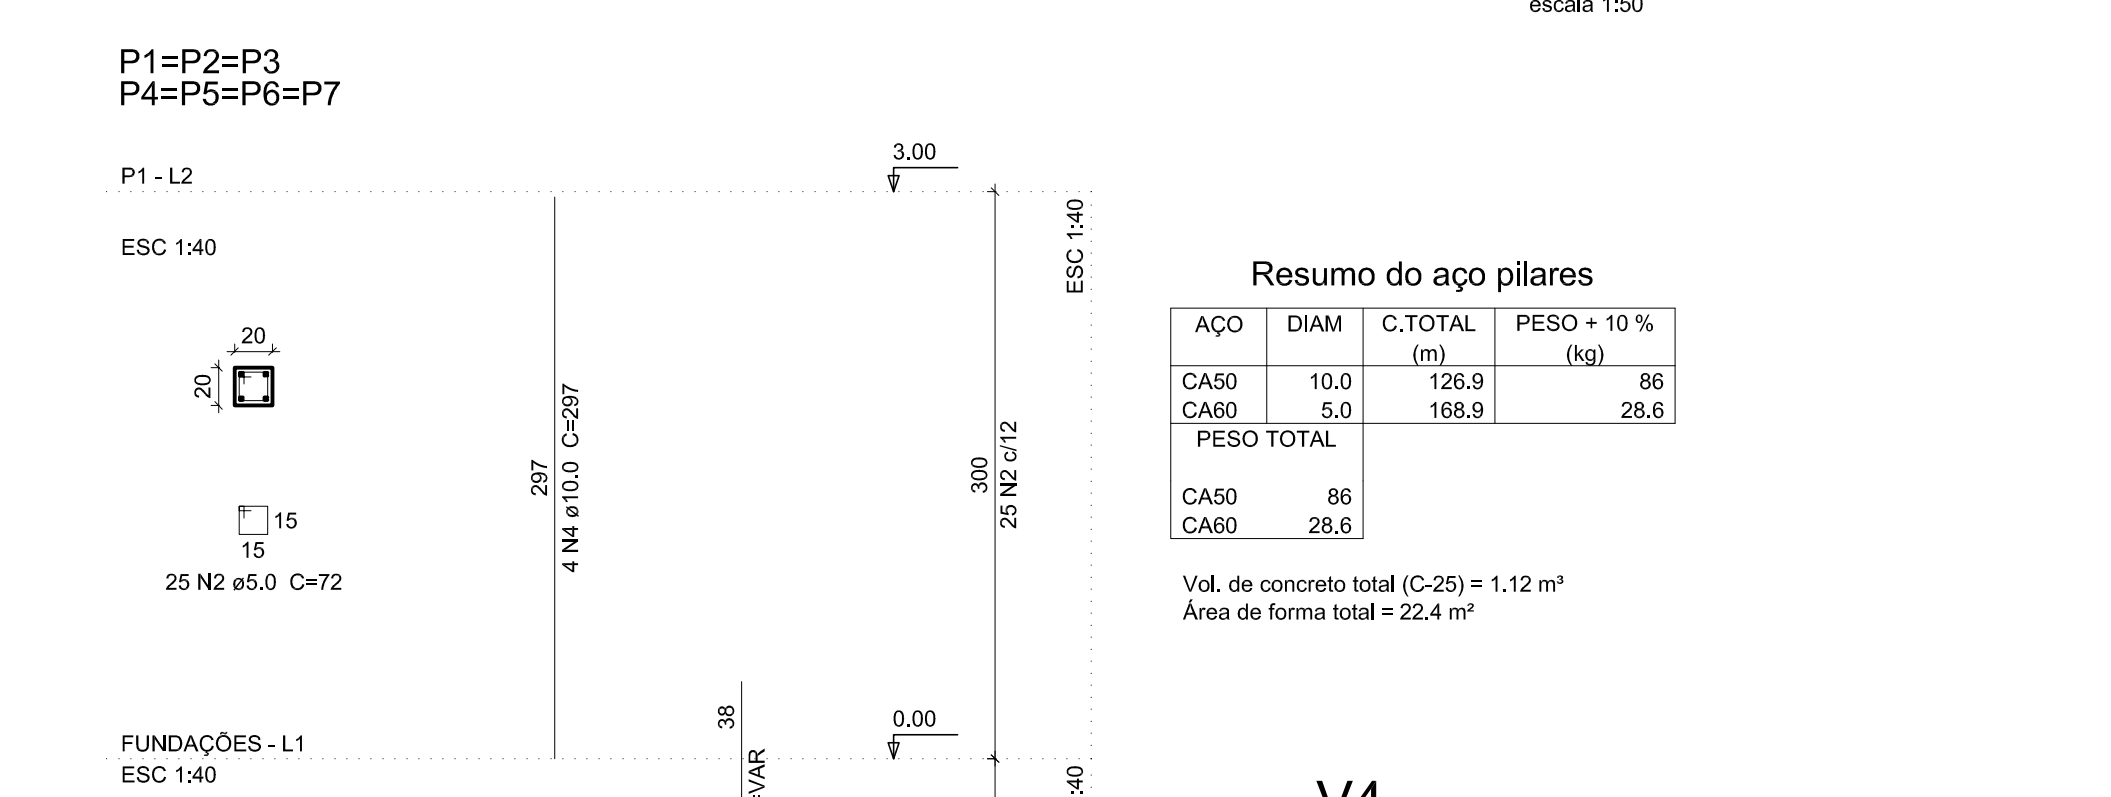 escala 1:50
P1=P2=P3
P4=P5=P6=P7
3.00
P1 - L2
ESC 1:40
ESC 1:40
20
20
15
15
25 N2 ø5.0 C=72
297
4 N4 ø10.0 C=297
300
25 N2 c/12
38
=VAR
0.00
FUNDAÇÕES - L1
ESC 1:40
:40
Resumo do aço pilares
AÇO DIAM C.TOTAL PESO + 10 %
(m) (kg)
CA50 10.0 126.9 86
CA60 5.0 168.9 28.6
PESO TOTAL
CA50 86
CA60 28.6
Vol. de concreto total (C-25) = 1.12 m³
Área de forma total = 22.4 m²
V4